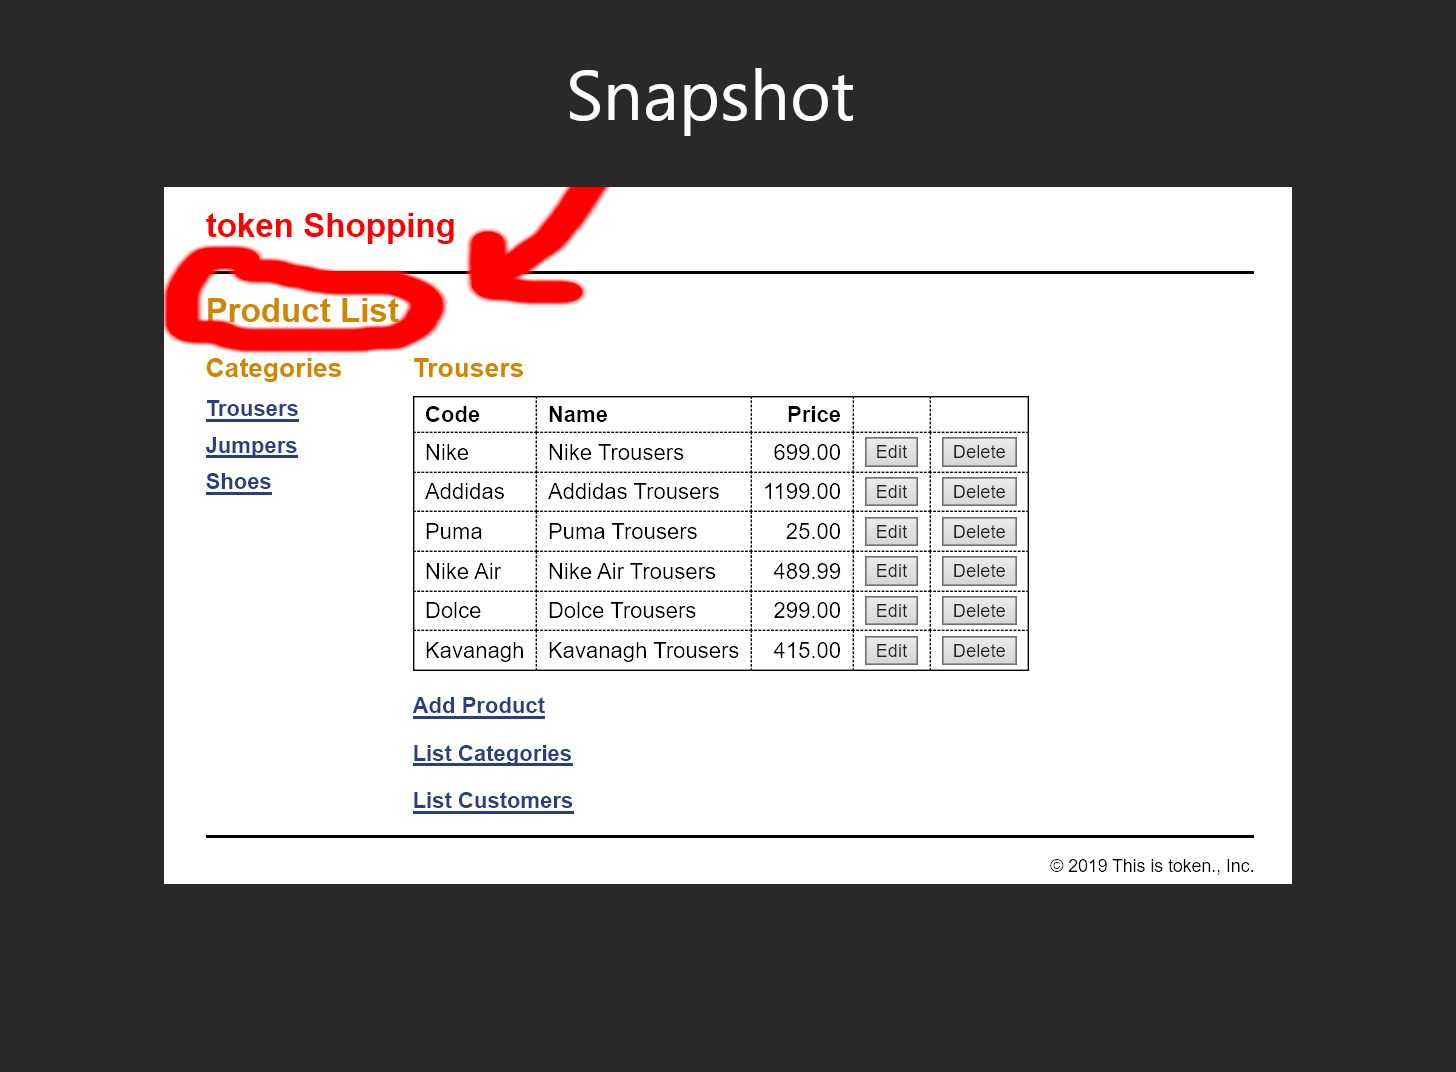 Snapshot
token Shopping
Product List
Categories
Trousers
Jumpers
Shoes
Trousers
Code Name Price
Nike Nike Trousers 699.00 Edit Delete
Addidas Addidas Trousers 1199.00 Edit Delete
Puma Puma Trousers 25.00 Edit Delete
Nike Air Nike Air Trousers 489.99 Edit Delete
Dolce Dolce Trousers 299.00 Edit Delete
Kavanagh Kavanagh Trousers 415.00 Edit Delete
Add Product
List Categories
List Customers
© 2019 This is token., Inc.